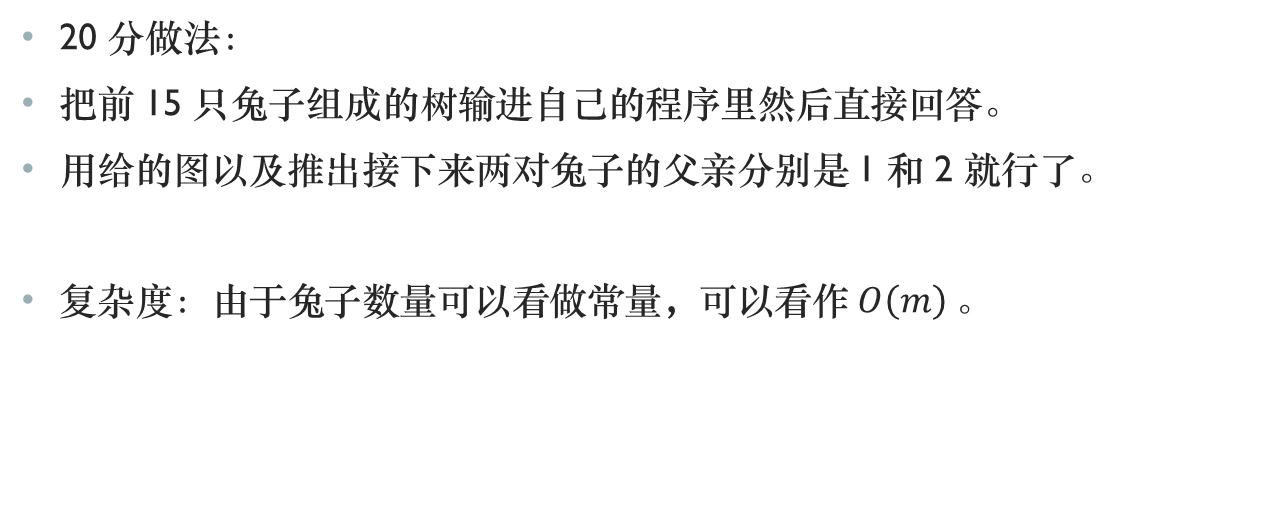 • 20 分做法：
• 把前 15 只兔子组成的树输进自己的程序里然后直接回答。
• 用给的图以及推出接下来两对兔子的父亲分别是 1 和 2 就行了。
• 复杂度：由于兔子数量可以看做常量，可以看作 O(m) 。